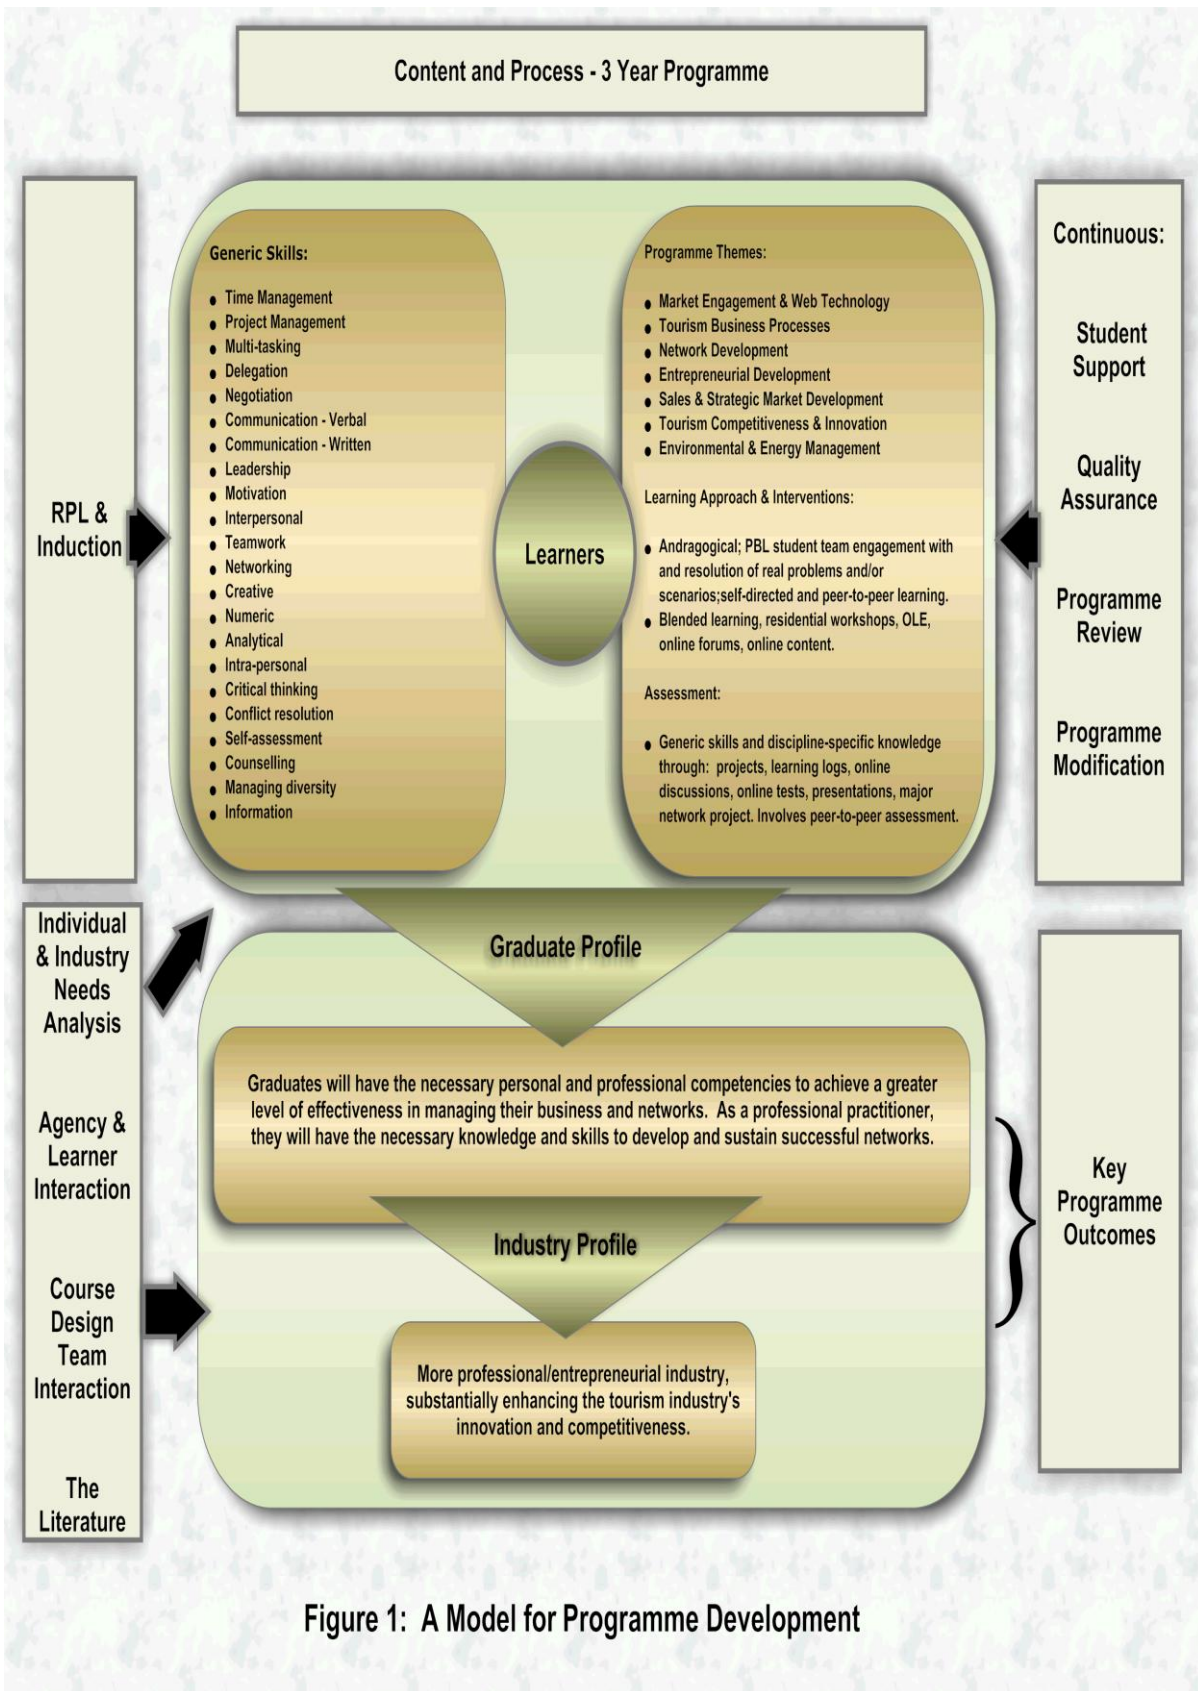 Content and Process - 3 Year Programme
RPL &
Induction
Generic Skills:
● Time Management
● Project Management
● Multi-tasking
● Delegation
● Negotiation
● Communication - Verbal
● Communication - Written
● Leadership
● Motivation
● Interpersonal
● Teamwork
● Networking
● Creative
● Numeric
● Analytical
● Intra-personal
● Critical thinking
● Conflict resolution
● Self-assessment
● Counselling
● Managing diversity
● Information
Learners
Programme Themes:
● Market Engagement & Web Technology
● Tourism Business Processes
● Network Development
● Entrepreneurial Development
● Sales & Strategic Market Development
● Tourism Competitiveness & Innovation
● Environmental & Energy Management
Learning Approach & Interventions:
● Andragogical; PBL student team engagement with
and resolution of real problems and/or
scenarios;self-directed and peer-to-peer learning.
● Blended learning, residential workshops, OLE,
online forums, online content.
Assessment:
● Generic skills and discipline-specific knowledge
through: projects, learning logs, online
discussions, online tests, presentations, major
network project. Involves peer-to-peer assessment.
Continuous:
Student
Support
Quality
Assurance
Programme
Review
Programme
Modification
Individual
& Industry
Needs
Analysis
Agency &
Learner
Interaction
Course
Design
Team
Interaction
The
Literature
Graduate Profile
Graduates will have the necessary personal and professional competencies to achieve a greater
level of effectiveness in managing their business and networks. As a professional practitioner,
they will have the necessary knowledge and skills to develop and sustain successful networks.
Industry Profile
More professional/entrepreneurial industry,
substantially enhancing the tourism industry's
innovation and competitiveness.
Key
Programme
Outcomes
Figure 1: A Model for Programme Development